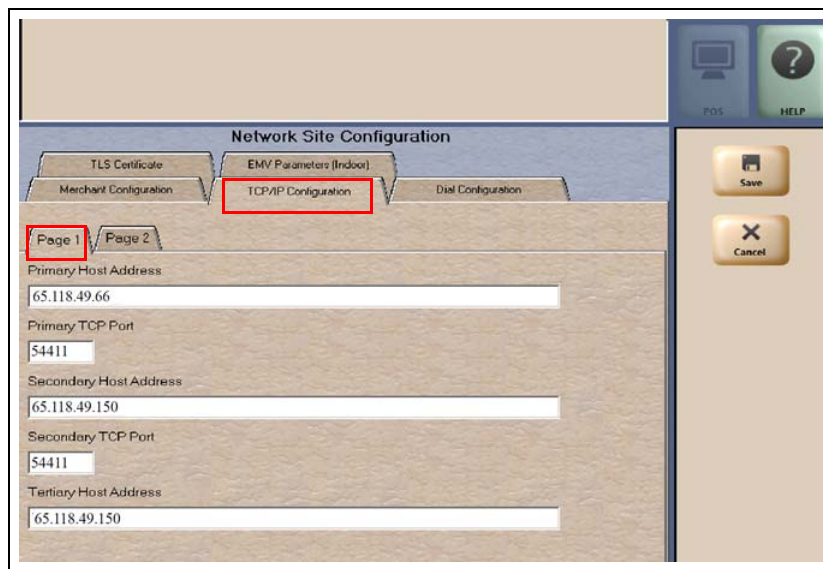 POS
HELP
Network Site Configuration
TLS Certificate
EMV Parameters (Indoor)
Merchant Configuration
TCP/IP Configuration
Dial Configuration
Save
Cancel
Page 1
Page 2
Primary Host Address
65.118.49.66
Primary TCP Port
54411
Secondary Host Address
65.118.49.150
Secondary TCP Port
54411
Tertiary Host Address
65.118.49.150